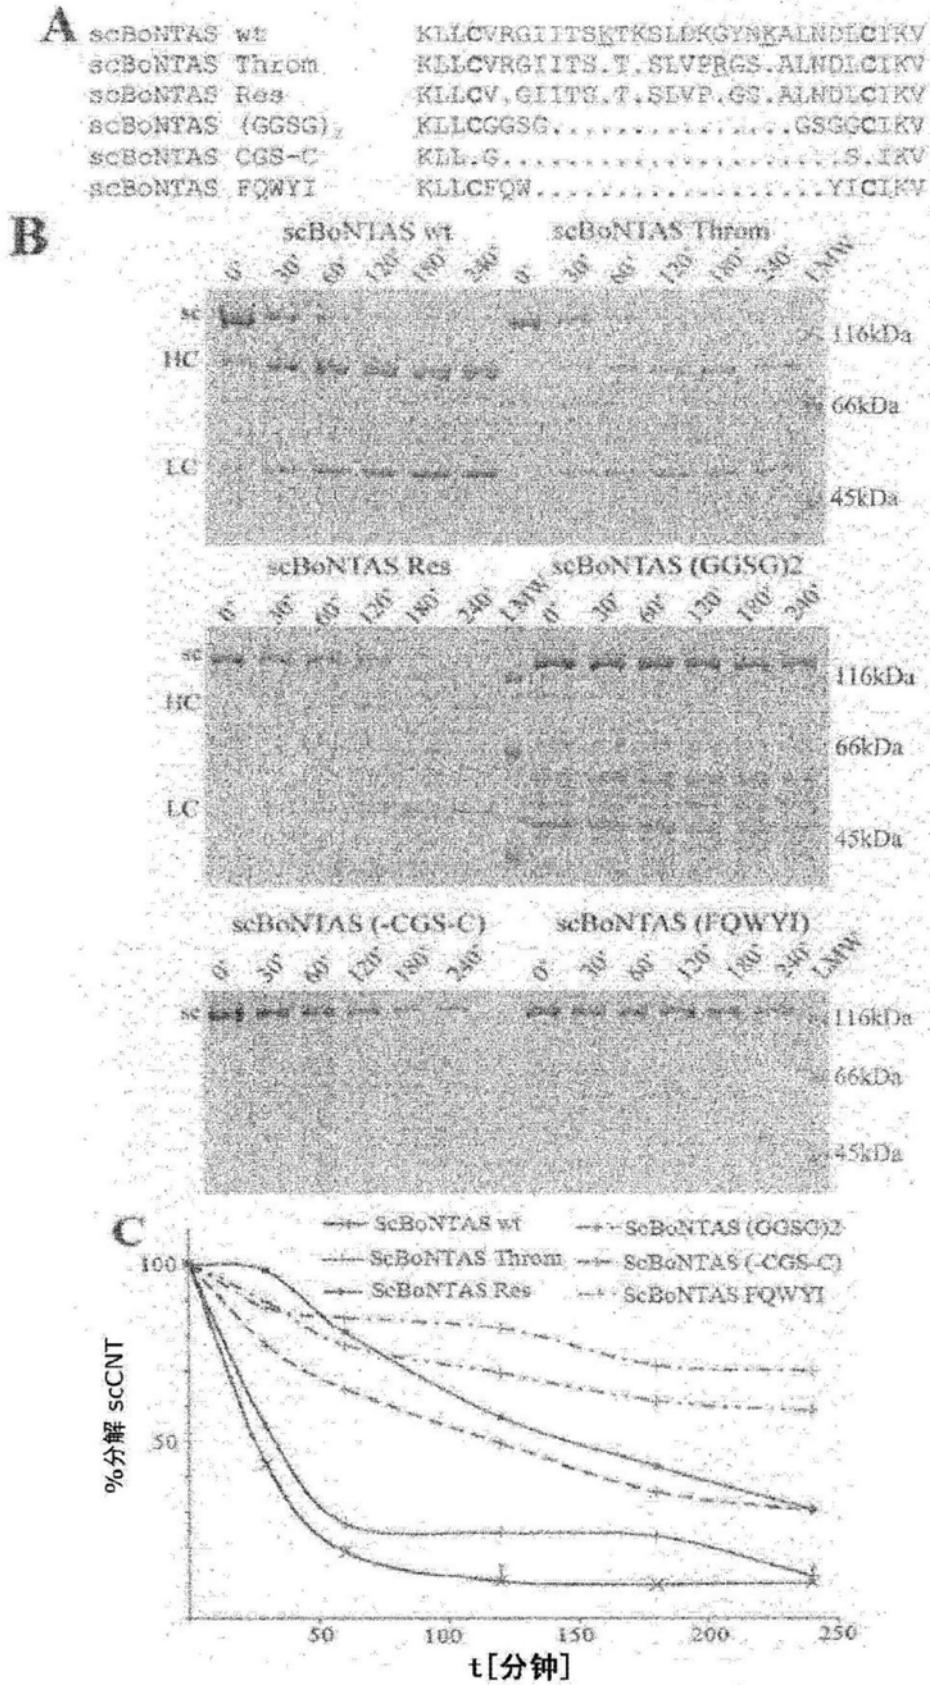 A
scBoNTAS wt KLLCVRGIITSKTKSLDKGYNKALNDLCIKV
scBoNTAS Throm KLLCVRGIITS.T.SLVPRGS.ALNDLCIKV
scBoNTAS Res KLLCV.GIITS.T.SLVP.GS.ALNDLCIKV
scBoNTAS (GGSG)2 KLLCGGSG................GSGGCIKV
scBoNTAS CGS-C KLL.G......................S.IKV
scBoNTAS FQWYI KLLCFQW...................YICIKV
B
scBoNTAS wt scBoNTAS Throm
0' 30' 60' 120' 180' 240' 0' 30' 60' 120' 180' 240' LMW
sc
116kDa
HC
66kDa
LC
45kDa
scBoNTAS Res scBoNTAS (GGSG)2
0' 30' 60' 120' 180' 240' LMW 0' 30' 60' 120' 180' 240'
sc
116kDa
HC
66kDa
LC
45kDa
scBoNTAS (-CGS-C) scBoNTAS (FQWYI)
0' 30' 60' 120' 180' 240' 0' 30' 60' 120' 180' 240' LMW
sc
116kDa
66kDa
45kDa
C
ScBoNTAS wt ScBoNTAS (GGSG)2
ScBoNTAS Throm ScBoNTAS (-CGS-C)
ScBoNTAS Res ScBoNTAS FQWYI
100
50
%分解 scCNT
50 100 150 200 250
t[分钟]